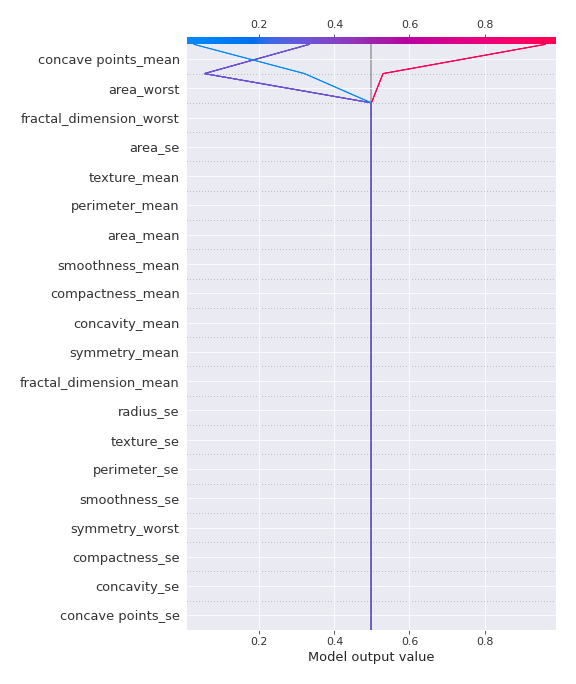 0.2 0.4 0.6 0.8
concave points_mean
area_worst
fractal_dimension_worst
area_se
texture_mean
perimeter_mean
area_mean
smoothness_mean
compactness_mean
concavity_mean
symmetry_mean
fractal_dimension_mean
radius_se
texture_se
perimeter_se
smoothness_se
symmetry_worst
compactness_se
concavity_se
concave points_se
0.2 0.4 0.6 0.8
Model output value